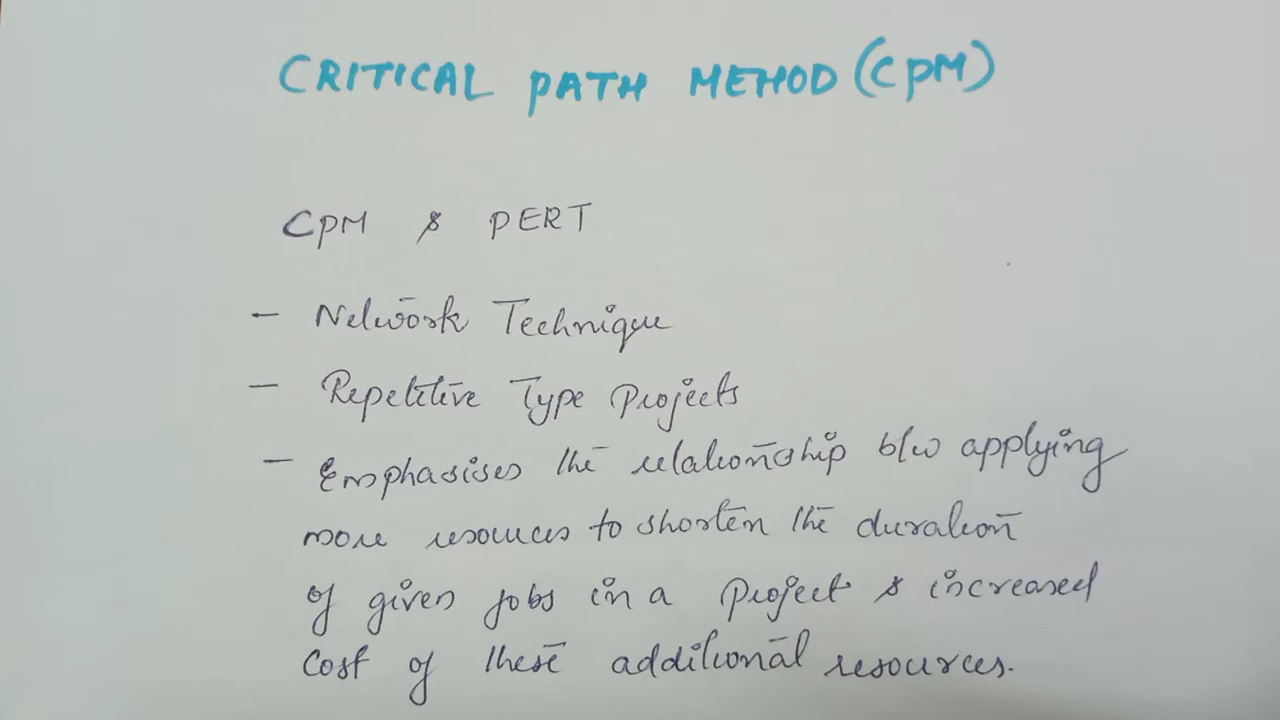 CRITICAL PATH MEHOD (CPM)
CPM & PERT
- Network Technique
- Repetitive Type Projects
- Emphasises the relationship b/w applying
more resources to shorten the duration
of given jobs in a project & increased
cost of these additional resources.